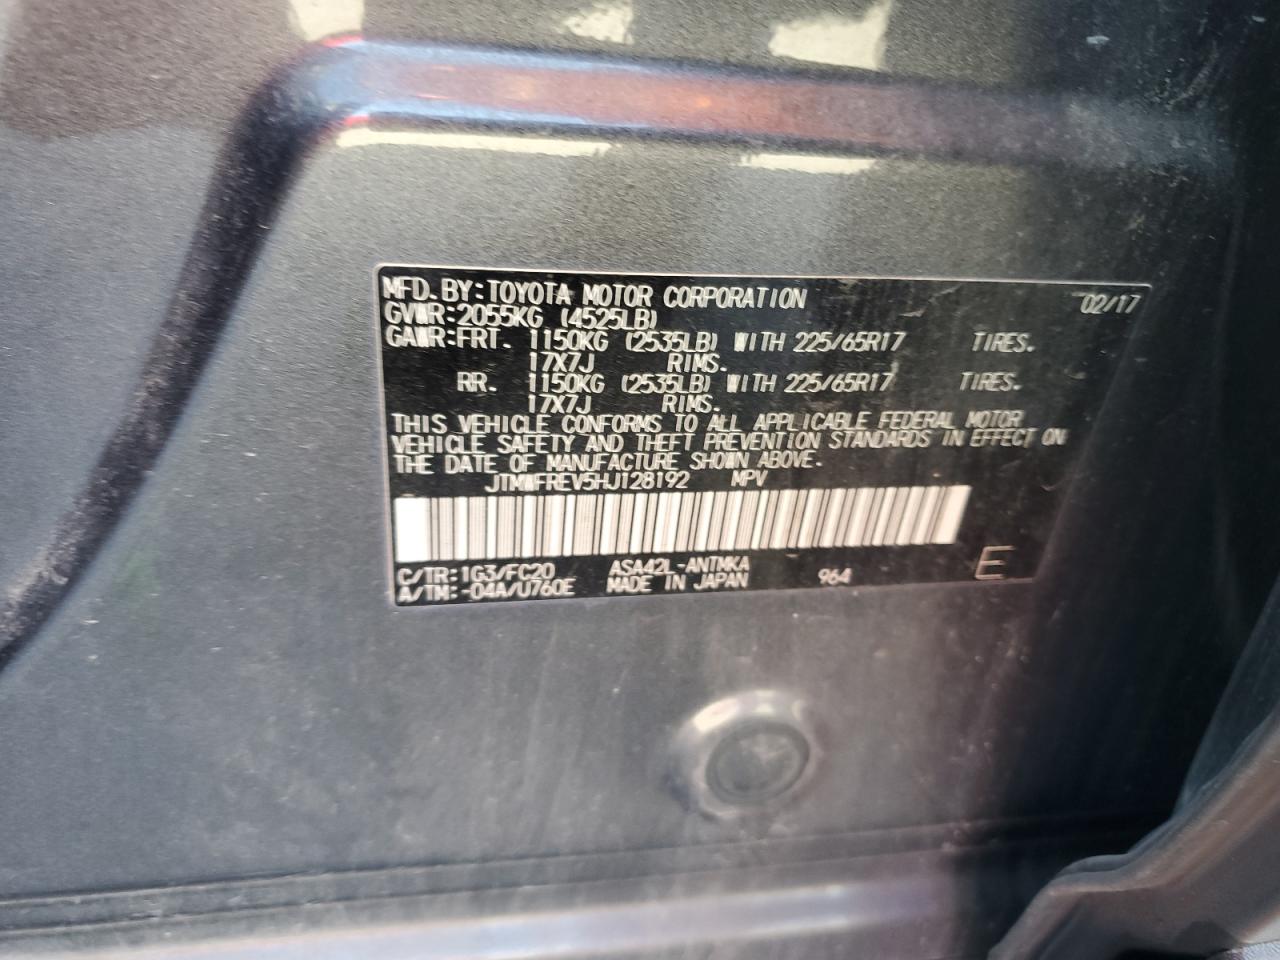 MFD. BY: TOYOTA MOTOR CORPORATION 02/17
GVWR: 2055KG (4525LB)
GAWR: FRT. 1150KG (2535LB) WITH 225/65R17 TIRES.
17X7J RIMS.
RR. 1150KG (2535LB) WITH 225/65R17 TIRES.
17X7J RIMS.
THIS VEHICLE CONFORMS TO ALL APPLICABLE FEDERAL MOTOR
VEHICLE SAFETY AND THEFT PREVENTION STANDARDS IN EFFECT ON
THE DATE OF MANUFACTURE SHOWN ABOVE.
JTMWFREV5HJ128192 MPV
C/TR: 1G3/FC20 ASA42L-ANTMKA
A/TM: -04A/U760E MADE IN JAPAN 964 E